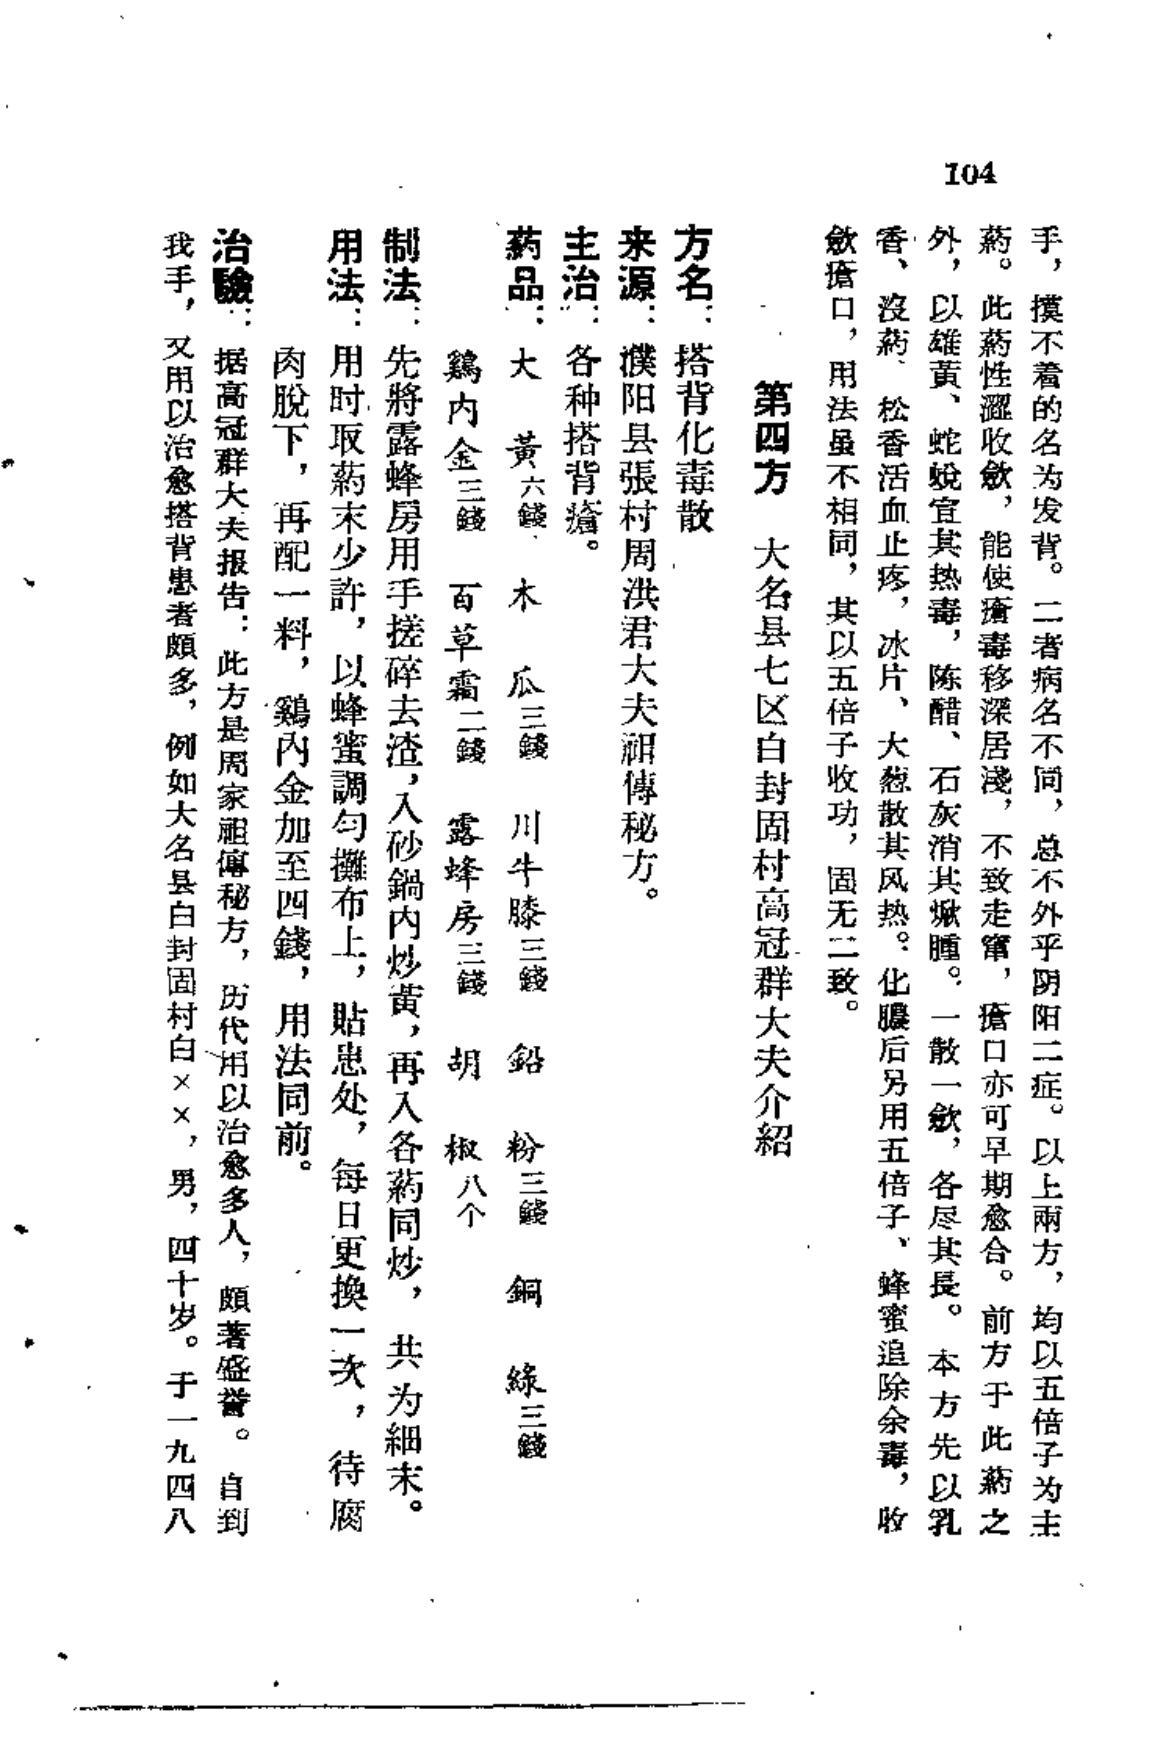 104
手，摸不着的名为发背。二者病名不同，总不外乎阴阳二症。以上兩方，均以五倍子为主
葯。此葯性澀收斂，能使瘡毒移深居淺，不致走窜，瘡口亦可早期愈合。前方于此葯之
外，以雄黃、蛇蛻宣其热毒，陈醋、石灰消其焮腫。一散一斂，各尽其長。本方先以乳
香、沒葯、松香活血止疼，冰片、大葱散其风热。化膿后另用五倍子、蜂蜜追除余毒，收
斂瘡口，用法虽不相同，其以五倍子收功，固无二致。
第四方　大名县七区白封固村高冠群大夫介紹
方名：搭背化毒散
来源：濮阳县張村周洪君大夫祖傳秘方。
主治：各种搭背瘡。
葯品：大　黃六錢　木　瓜三錢　川牛膝三錢　鉛　粉三錢　銅　綠三錢
鷄内金三錢　百草霜二錢　露蜂房三錢　胡　椒八个
制法：先將露蜂房用手搓碎去渣，入砂鍋内炒黃，再入各葯同炒，共为細末。
用法：用时取葯末少許，以蜂蜜調匀攤布上，貼患处，每日更換一次，待腐
肉脫下，再配一料，鷄内金加至四錢，用法同前。
治驗：据高冠群大夫报告：此方是周家祖傳秘方，历代用以治愈多人，頗著盛誉。自到
我手，又用以治愈搭背患者頗多，例如大名县白封固村白××，男，四十岁。于一九四八